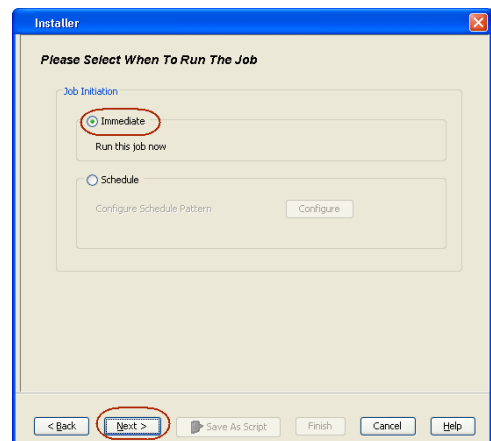 Installer
Please Select When To Run The Job
Job Initiation
Immediate
Run this job now
Schedule
Configure Schedule Pattern
Configure
< Back
Next >
Save As Script
Finish
Cancel
Help